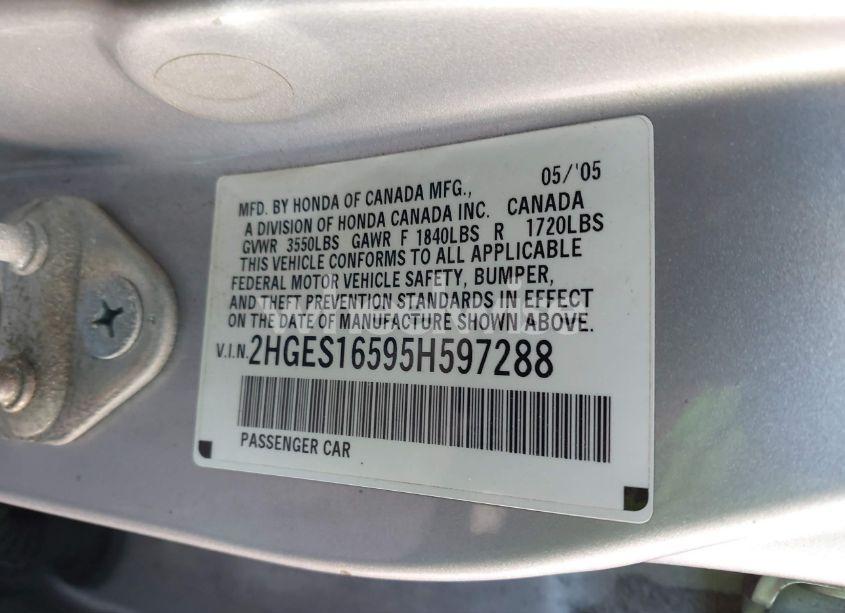 05/'05
MFD. BY HONDA OF CANADA MFG.,
A DIVISION OF HONDA CANADA INC. CANADA
GVWR 3550LBS GAWR F 1840LBS R 1720LBS
THIS VEHICLE CONFORMS TO ALL APPLICABLE
FEDERAL MOTOR VEHICLE SAFETY, BUMPER,
AND THEFT PREVENTION STANDARDS IN EFFECT
ON THE DATE OF MANUFACTURE SHOWN ABOVE.
V.I.N. 2HGES16595H597288
PASSENGER CAR